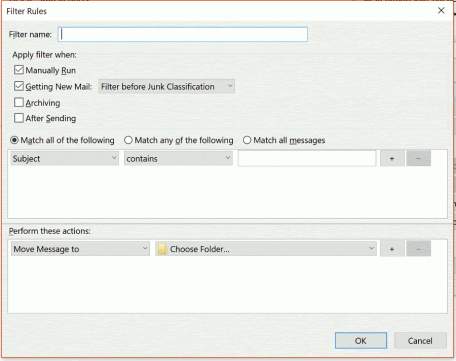 Filter Rules
Filter name:
Apply filter when:
Manually Run
Getting New Mail: Filter before Junk Classification
Archiving
After Sending
Match all of the following Match any of the following Match all messages
Subject contains + −
Perform these actions:
Move Message to Choose Folder... + −
OK Cancel